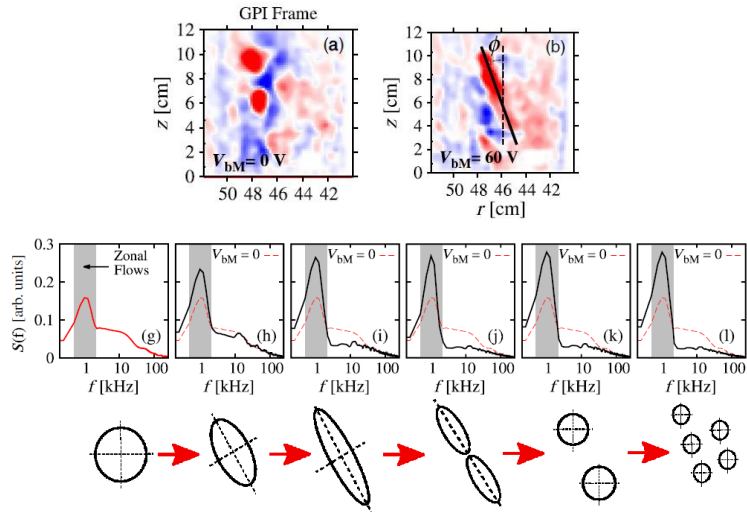 GPI Frame
12
10
8
6
4
2
0
z [cm]
(a)
V_bM = 0 V
50 48 46 44 42
12
10
8
6
4
2
0
z [cm]
ϕ
(b)
V_bM = 60 V
50 48 46 44 42
r [cm]
0.3
0.2
0.1
0
S(f) [arb. units]
Zonal
Flows
(g)
1 10 100
f [kHz]
V_bM = 0 --
(h)
1 10 100
f [kHz]
V_bM = 0 --
(i)
1 10 100
f [kHz]
V_bM = 0 --
(j)
1 10 100
f [kHz]
V_bM = 0 --
(k)
1 10 100
f [kHz]
V_bM = 0 --
(l)
1 10 100
f [kHz]